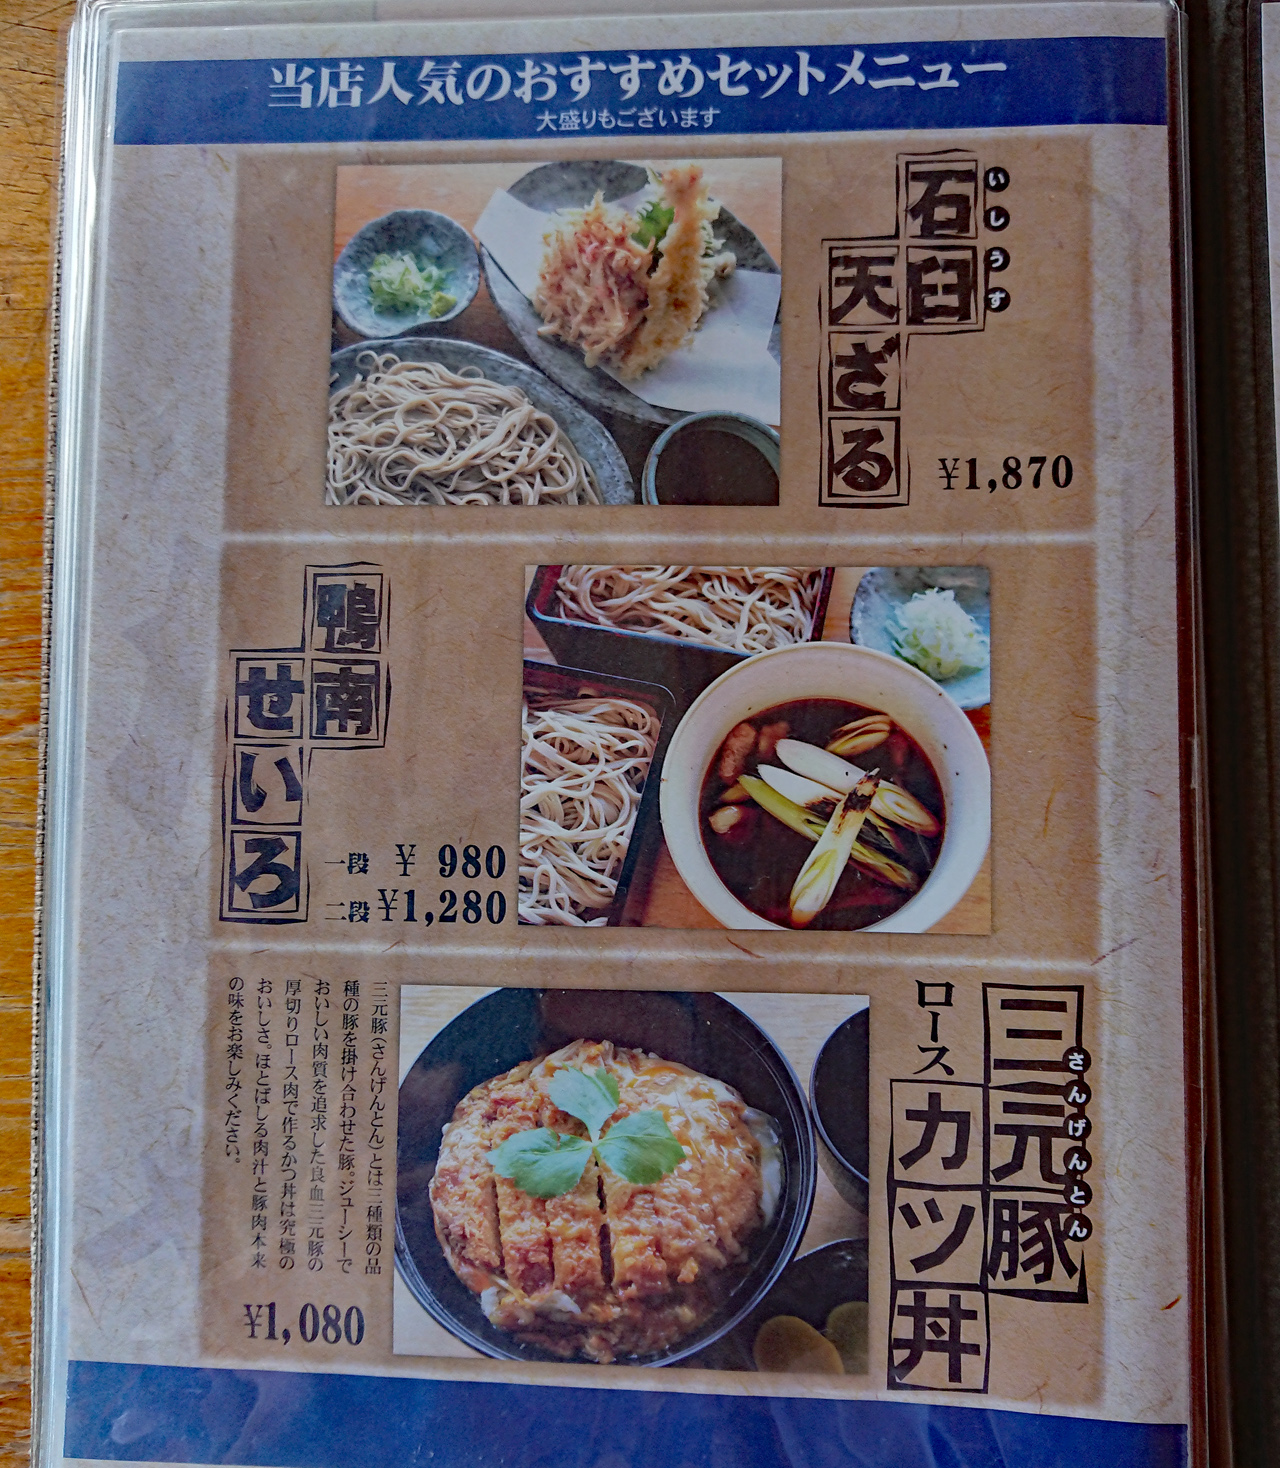 当店人気のおすすめセットメニュー
大盛りもございます
石臼
いしうす
天ざる
¥1,870
鴨南
せいろ
一段 ¥ 980
二段 ¥1,280
三元豚
さんげんとん
ロース
カツ丼
三元豚(さんげんとん)とは三種類の品
種の豚を掛け合わせた豚。ジューシーで
おいしい肉質を追求した良血三元豚の
厚切りロース肉で作るかつ丼は究極の
おいしさ。ほとばしる肉汁と豚肉本来
の味をお楽しみください。
¥1,080